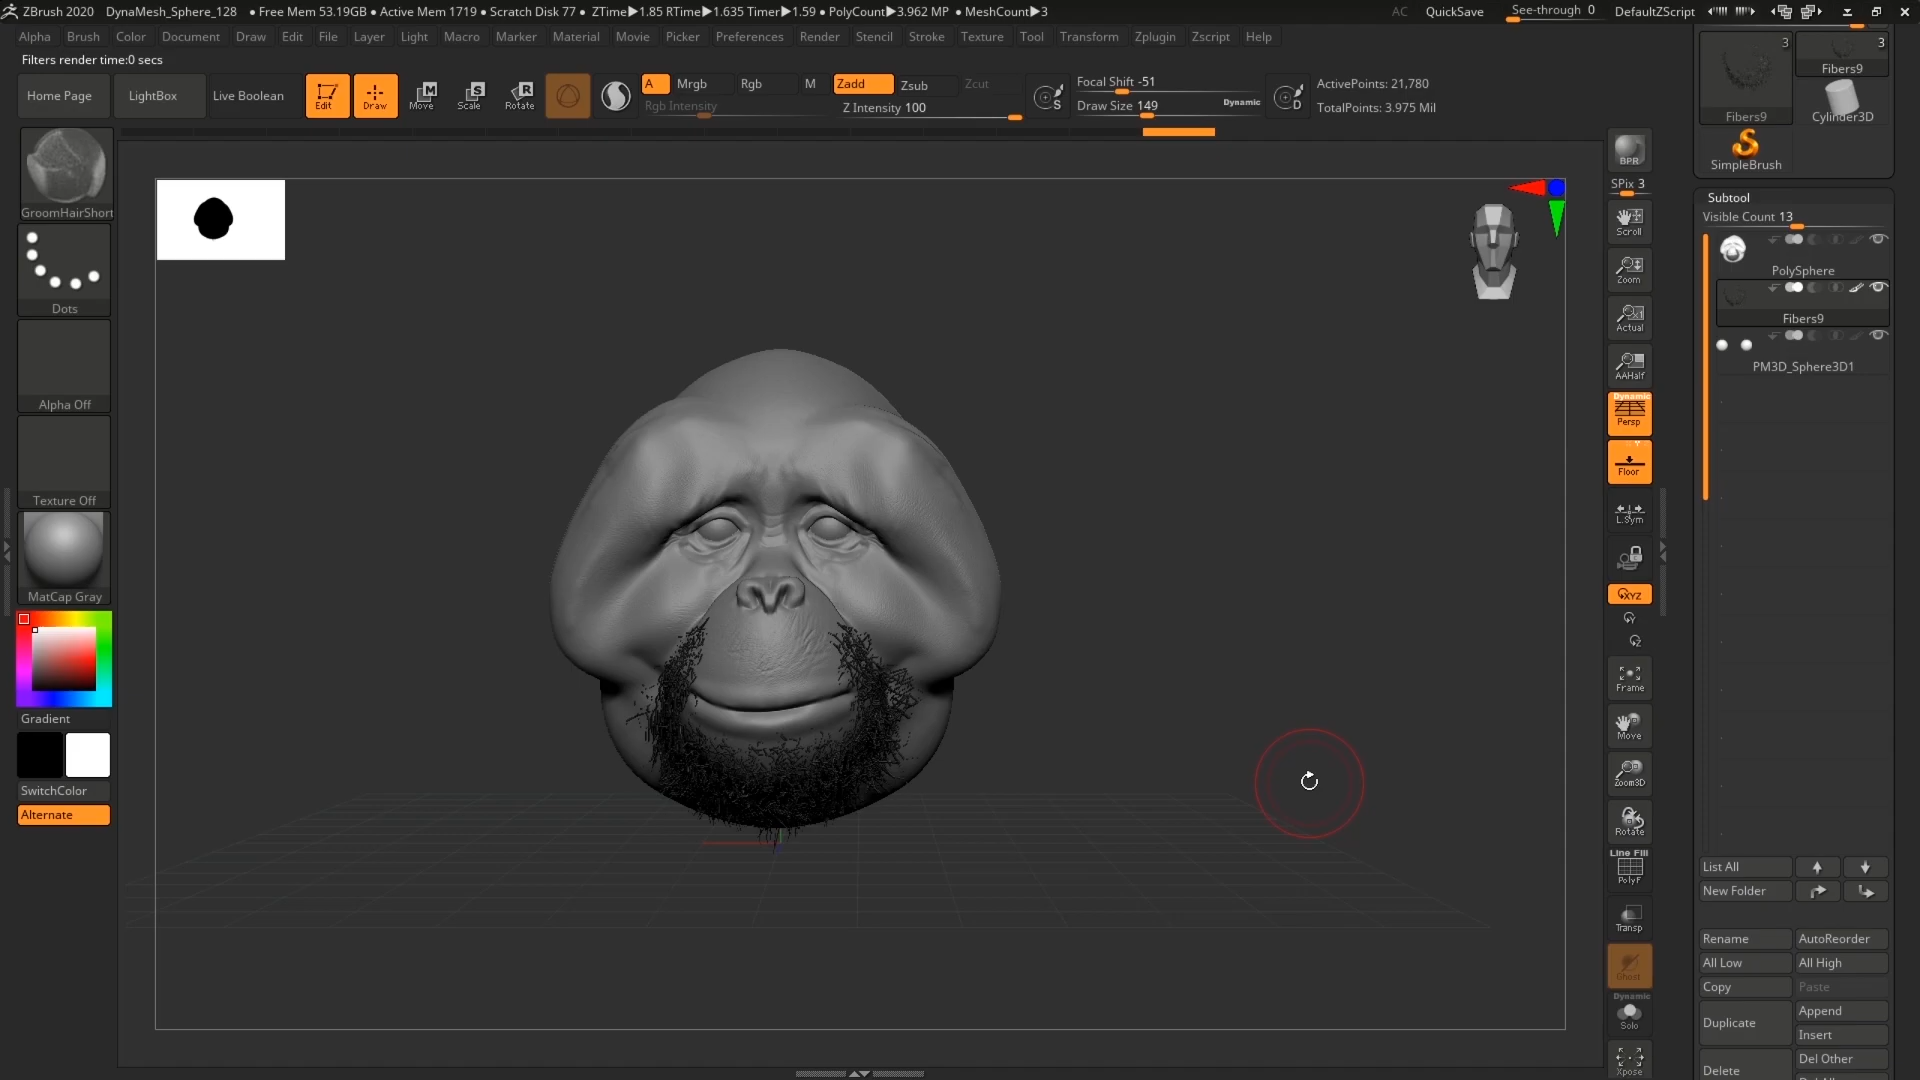 ZBrush 2020 DynaMesh_Sphere_128 • Free Mem 53.19GB • Active Mem 1719 • Scratch Disk 77 • ZTime▶1.85 RTime▶1.635 Timer▶1.59 • PolyCount▶3.962 MP • MeshCount▶3 AC QuickSave See-through 0 DefaultZScript
Alpha Brush Color Document Draw Edit File Layer Light Macro Marker Material Movie Picker Preferences Render Stencil Stroke Texture Tool Transform Zplugin Zscript Help
Filters render time:0 secs
Home Page LightBox Live Boolean Edit Draw Move Scale Rotate
A Mrgb Rgb M Zadd Zsub Zcut
Rgb Intensity Z Intensity 100
Focal Shift -51
Draw Size 149 Dynamic
ActivePoints: 21,780
TotalPoints: 3.975 Mil
GroomHairShort
Dots
Alpha Off
Texture Off
MatCap Gray
Gradient
SwitchColor
Alternate
BPR
SPix 3
Scroll
Zoom
Actual
AAHalf
Dynamic
Persp
Floor
L.Sym
XYZ
Frame
Move
Zoom3D
Rotate
Line Fill
PolyF
Transp
Ghost
Dynamic
Solo
Xpose
3 3
Fibers9
Fibers9 Cylinder3D
SimpleBrush
Subtool
Visible Count 13
PolySphere
Fibers9
PM3D_Sphere3D1
List All
New Folder
Rename AutoReorder
All Low All High
Copy Paste
Duplicate Append
Insert
Delete Del Other